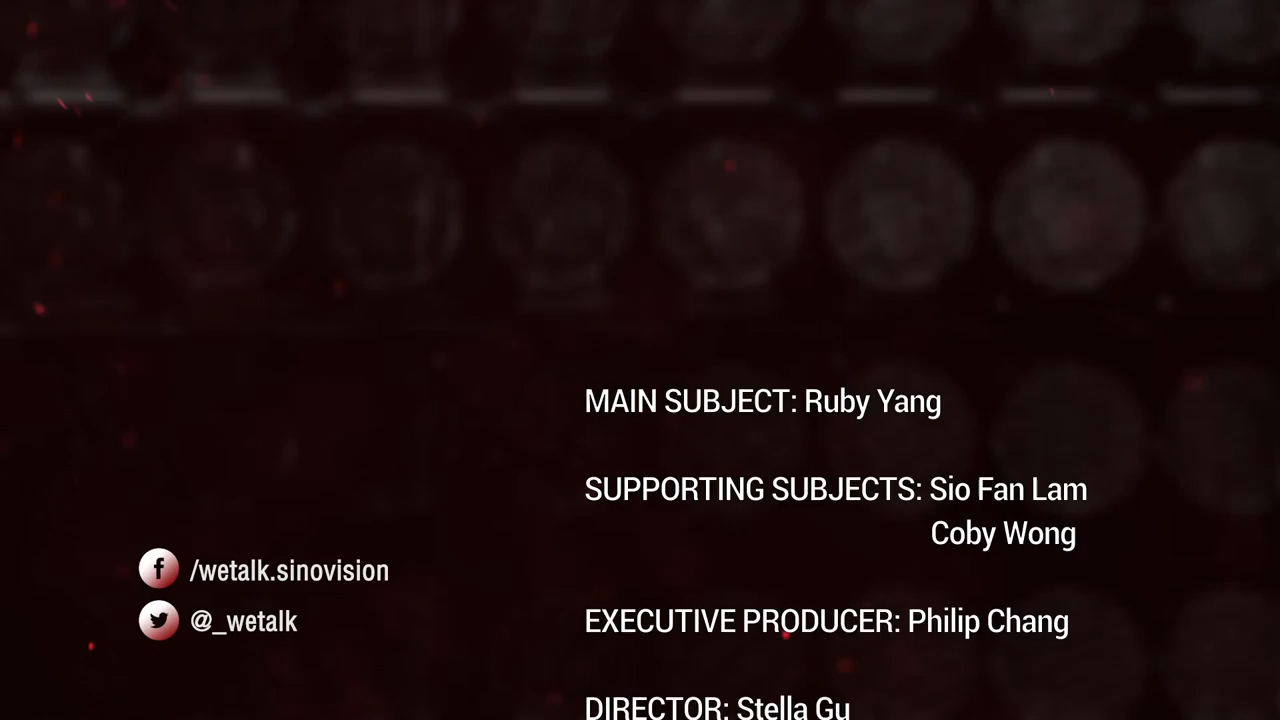 MAIN SUBJECT: Ruby Yang
SUPPORTING SUBJECTS: Sio Fan Lam
Coby Wong
/wetalk.sinovision
@_wetalk
EXECUTIVE PRODUCER: Philip Chang
DIRECTOR: Stella Gu